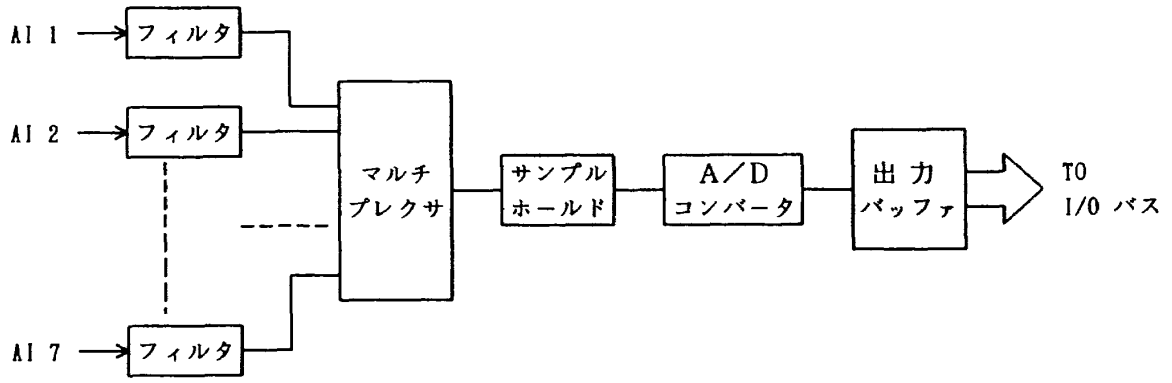 AI 1
フィルタ
AI 2
フィルタ
AI 7
フィルタ
マルチ
プレクサ
サンプル
ホールド
A/D
コンバータ
出力
バッファ
TO
I/O バス